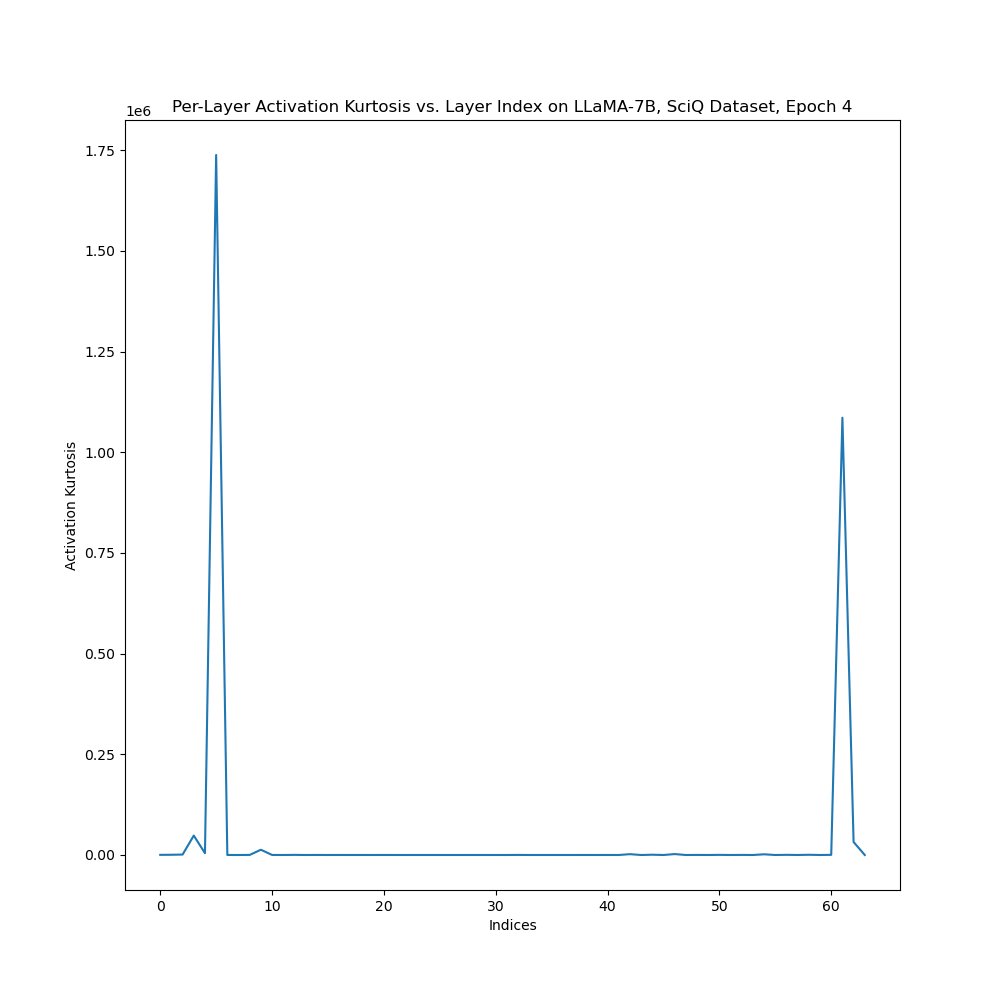 Per-Layer Activation Kurtosis vs. Layer Index on LLaMA-7B, SciQ Dataset, Epoch 4
1e6
1.75
1.50
1.25
1.00
0.75
0.50
0.25
0.00
Activation Kurtosis
0 10 20 30 40 50 60
Indices